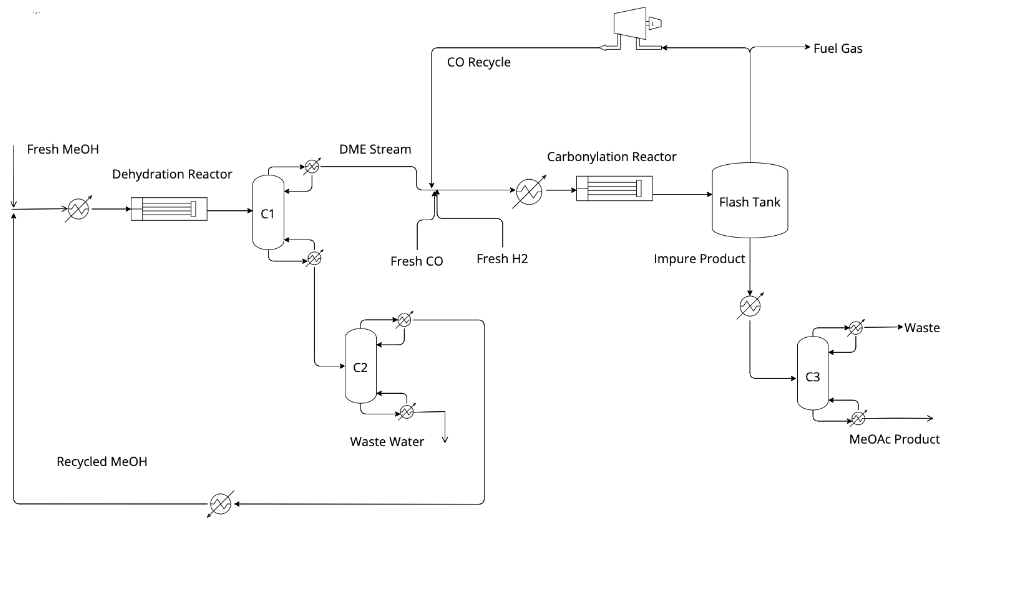 Fuel Gas
CO Recycle
Fresh MeOH
DME Stream
Carbonylation Reactor
Dehydration Reactor
C1
Flash Tank
Fresh CO
Fresh H2
Impure Product
Waste
C2
C3
Waste Water
MeOAc Product
Recycled MeOH